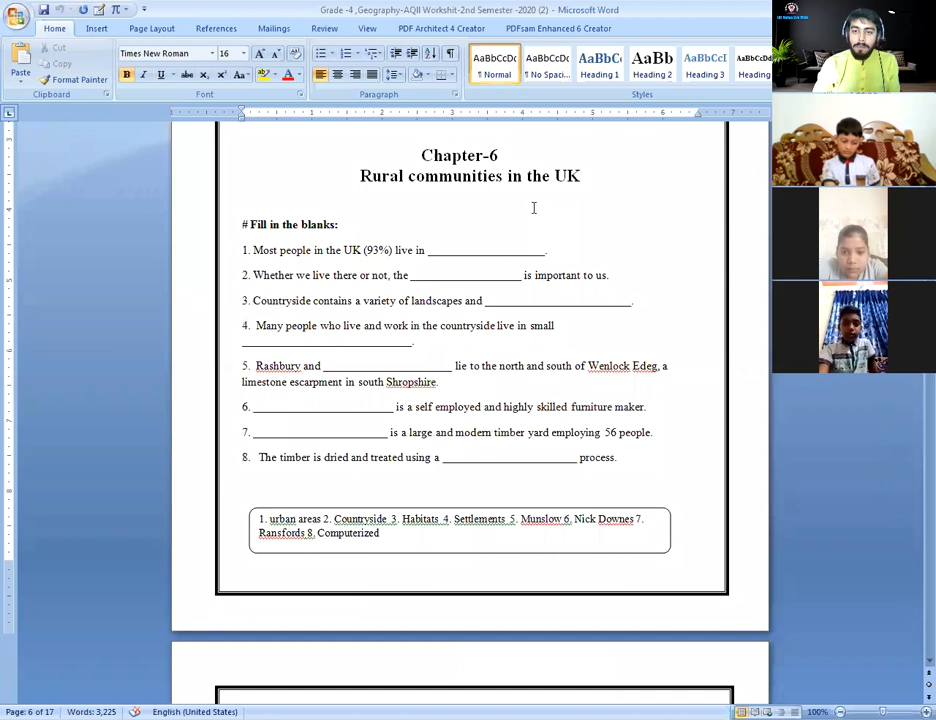 Grade -4 ,Geography-AQII Workshit-2nd Semester -2020 (2) - Microsoft Word
Home Insert Page Layout References Mailings Review View PDF Architect 4 Creator PDFsam Enhanced 6 Creator
Paste
Cut
Copy
Format Painter
Clipboard
Times New Roman 16
Font
Paragraph
AaBbCcDc AaBbCcDc AaBbC AaBb AaBbCcI AaBbCcDc
¶ Normal ¶ No Spaci... Heading 1 Heading 2 Heading 3 Heading
Styles
Chapter-6
Rural communities in the UK
# Fill in the blanks:
1. Most people in the UK (93%) live in ____________________.
2. Whether we live there or not, the ___________________ is important to us.
3. Countryside contains a variety of landscapes and _________________________.
4. Many people who live and work in the countryside live in small
_____________________________.
5. Rashbury and ______________________ lie to the north and south of Wenlock Edeg, a
limestone escarpment in south Shropshire.
6. ________________________ is a self employed and highly skilled furniture maker.
7. _______________________ is a large and modern timber yard employing 56 people.
8. The timber is dried and treated using a _______________________ process.
1. urban areas 2. Countryside 3. Habitats 4. Settlements 5. Munslow 6. Nick Downes 7.
Ransfords 8. Computerized
Page: 6 of 17 Words: 3,225 English (United States) 100%